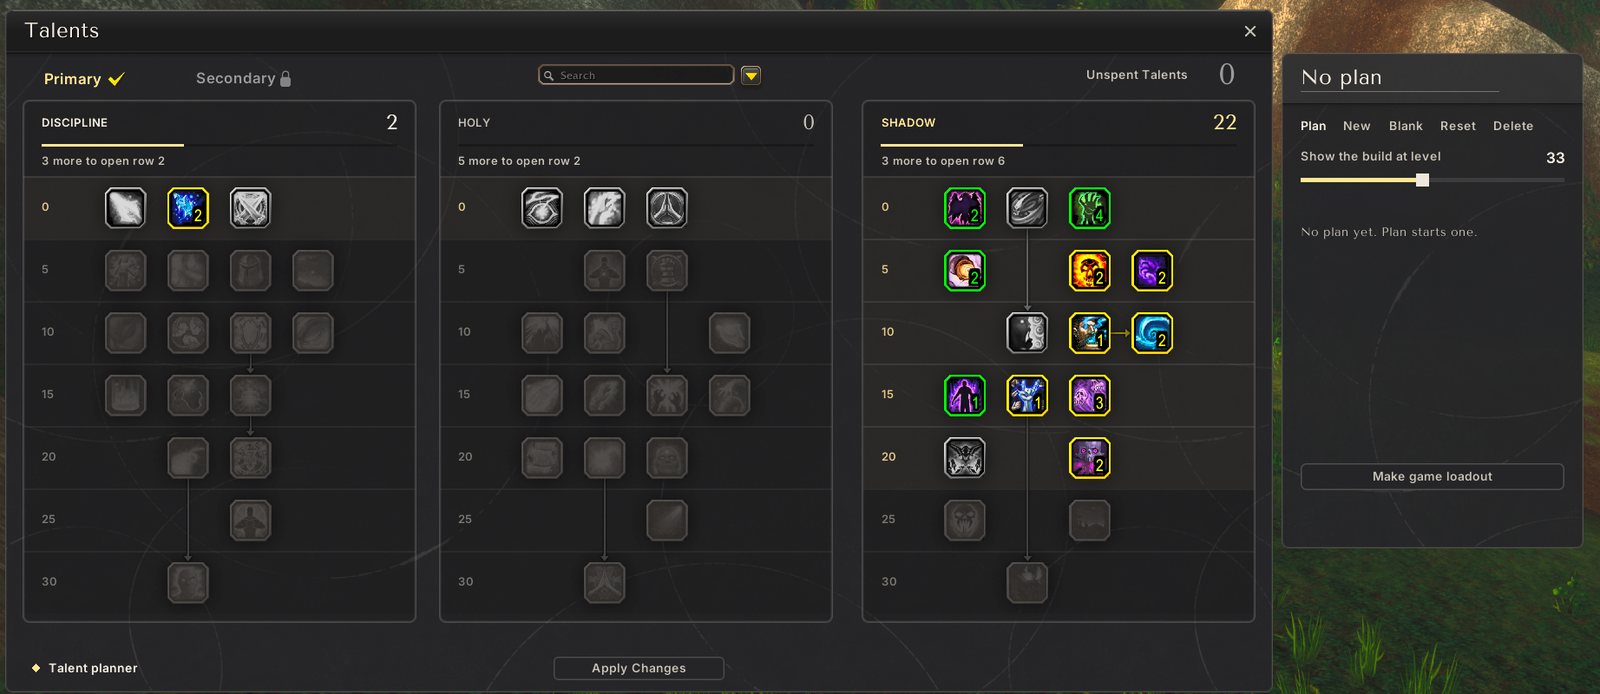 Talents
Primary
Secondary
Search
Unspent Talents 0
DISCIPLINE 2
3 more to open row 2
0
2
5
10
15
20
25
30
HOLY 0
5 more to open row 2
0
5
10
15
20
25
30
SHADOW 22
3 more to open row 6
0
2
4
5
2
2
2
10
1
2
15
1
1
3
20
2
25
30
Talent planner
Apply Changes
No plan
Plan New Blank Reset Delete
Show the build at level 33
No plan yet. Plan starts one.
Make game loadout